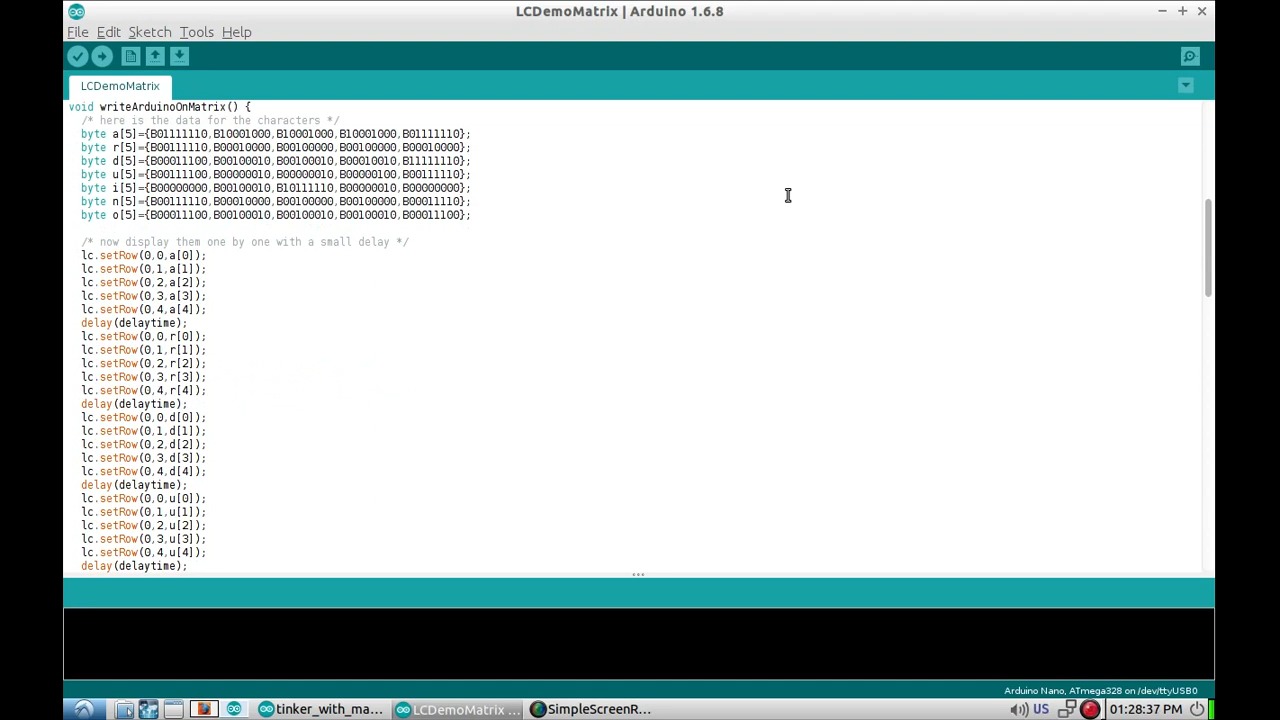 LCDemoMatrix | Arduino 1.6.8
File Edit Sketch Tools Help
LCDemoMatrix
void writeArduinoOnMatrix() {
/* here is the data for the characters */
byte a[5]={B01111110,B10001000,B10001000,B10001000,B01111110};
byte r[5]={B00111110,B00010000,B00100000,B00100000,B00010000};
byte d[5]={B00011100,B00100010,B00100010,B00010010,B11111110};
byte u[5]={B00111100,B00000010,B00000010,B00000100,B00111110};
byte i[5]={B00000000,B00100010,B10111110,B00000010,B00000000};
byte n[5]={B00111110,B00010000,B00100000,B00100000,B00011110};
byte o[5]={B00011100,B00100010,B00100010,B00100010,B00011100};
/* now display them one by one with a small delay */
lc.setRow(0,0,a[0]);
lc.setRow(0,1,a[1]);
lc.setRow(0,2,a[2]);
lc.setRow(0,3,a[3]);
lc.setRow(0,4,a[4]);
delay(delaytime);
lc.setRow(0,0,r[0]);
lc.setRow(0,1,r[1]);
lc.setRow(0,2,r[2]);
lc.setRow(0,3,r[3]);
lc.setRow(0,4,r[4]);
delay(delaytime);
lc.setRow(0,0,d[0]);
lc.setRow(0,1,d[1]);
lc.setRow(0,2,d[2]);
lc.setRow(0,3,d[3]);
lc.setRow(0,4,d[4]);
delay(delaytime);
lc.setRow(0,0,u[0]);
lc.setRow(0,1,u[1]);
lc.setRow(0,2,u[2]);
lc.setRow(0,3,u[3]);
lc.setRow(0,4,u[4]);
delay(delaytime);
Arduino Nano, ATmega328 on /dev/ttyUSB0
tinker_with_ma... LCDemoMatrix ... SimpleScreenR... US 01:28:37 PM